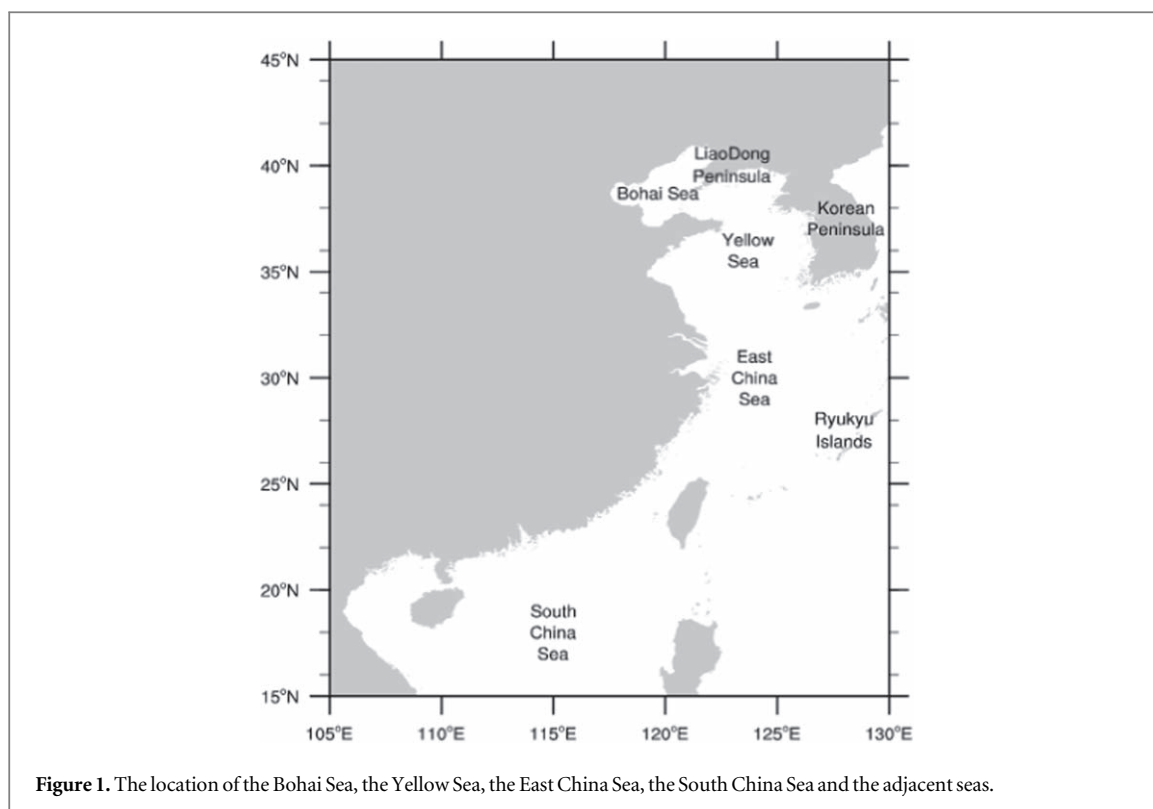 45°N
LiaoDong
40°N
Peninsula
Bohai Sea
Korean
Peninsula
Yellow
Sea
35°N
East
30°N
China
Sea
Ryukyu
Islands
25°N
20°N
South
China
Sea
15°N
105°E 110°E 115°E 120°E 125°E 130°E
Figure 1. The location of the Bohai Sea, the Yellow Sea, the East China Sea, the South China Sea and the adjacent seas.